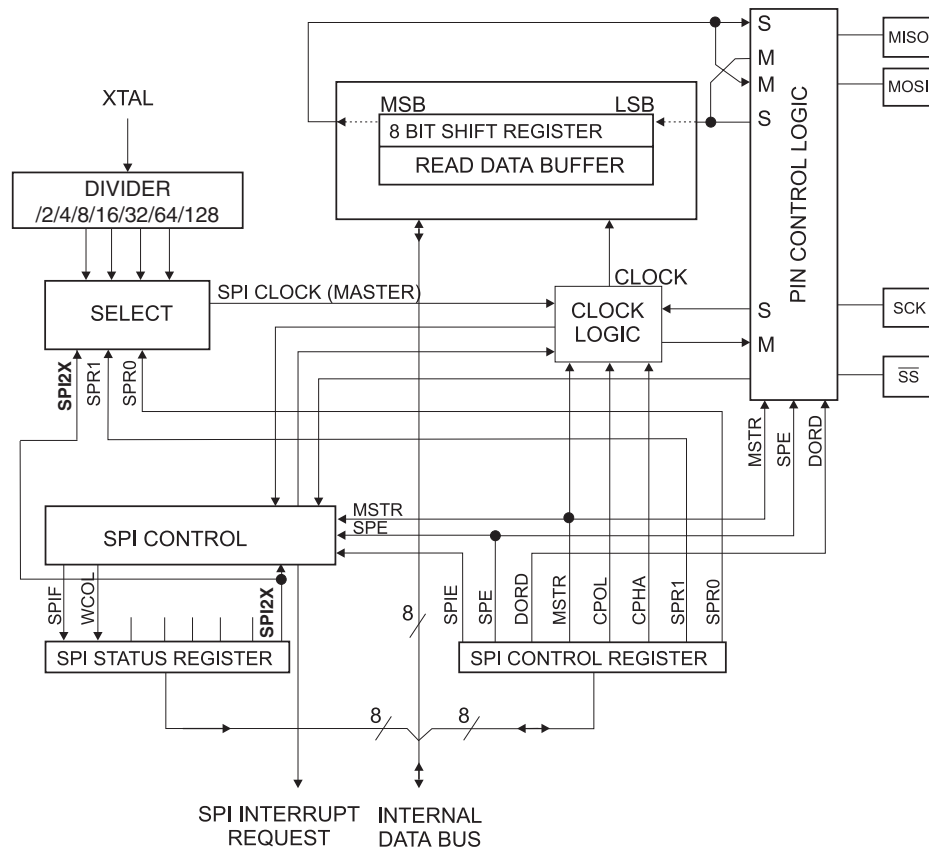 S
MISO
M
M
MOSI
XTAL
MSB
LSB
S
8 BIT SHIFT REGISTER
READ DATA BUFFER
DIVIDER
/2/4/8/16/32/64/128
PIN CONTROL LOGIC
CLOCK
SPI CLOCK (MASTER)
SELECT
CLOCK
LOGIC
S
SCK
M
SS
SPI2X
SPR1
SPR0
MSTR
SPE
DORD
MSTR
SPE
SPI CONTROL
SPIF
WCOL
SPI2X
8
SPIE
SPE
DORD
MSTR
CPOL
CPHA
SPR1
SPR0
SPI STATUS REGISTER
SPI CONTROL REGISTER
8
8
SPI INTERRUPT
REQUEST
INTERNAL
DATA BUS